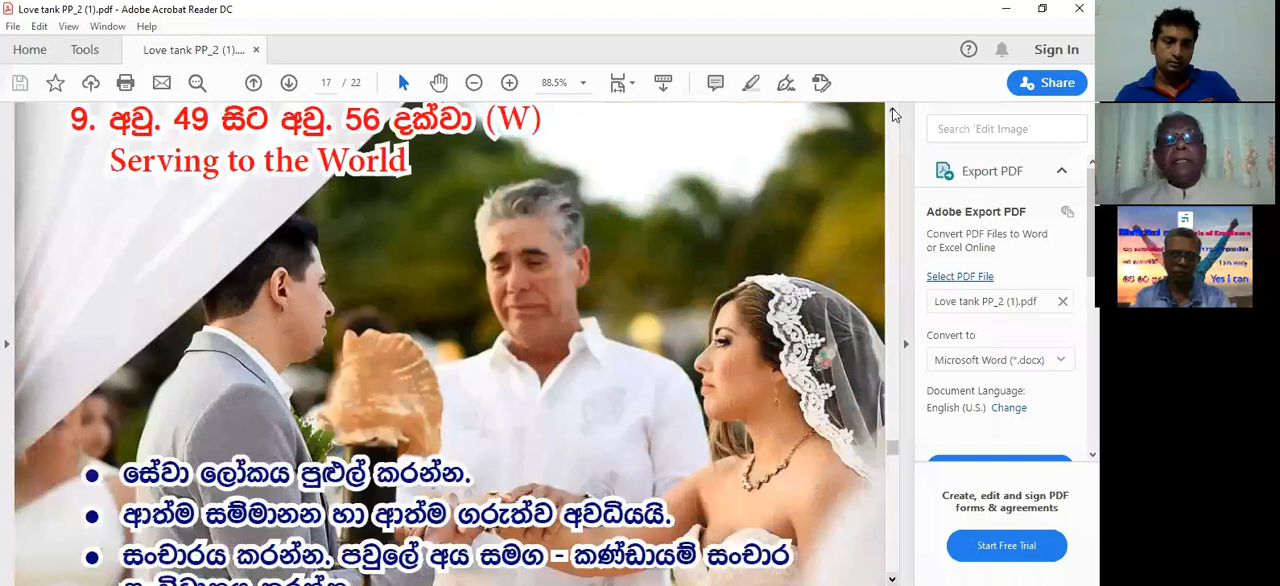 Love tank PP_2 (1).pdf - Adobe Acrobat Reader DC
File Edit View Window Help
Home Tools Love tank PP_2 (1).... × Sign In
17 / 22 88.5% Share
9. අවු. 49 සිට අවු. 56 දක්වා (W)
Serving to the World
සේවා ලෝකය පුළුල් කරන්න.
ආත්ම සම්මානන හා ආත්ම ගරුත්ව අවධියයි.
සංචාරය කරන්න. පවුලේ අය සමග - කණ්ඩායම් සංචාර
Search 'Edit Image'
Export PDF
Adobe Export PDF
Convert PDF Files to Word
or Excel Online
Select PDF File
Love tank PP_2 (1).pdf
Convert to
Microsoft Word (*.docx)
Document Language:
English (U.S.) Change
Create, edit and sign PDF
forms & agreements
Start Free Trial
I am ready
Yes i can